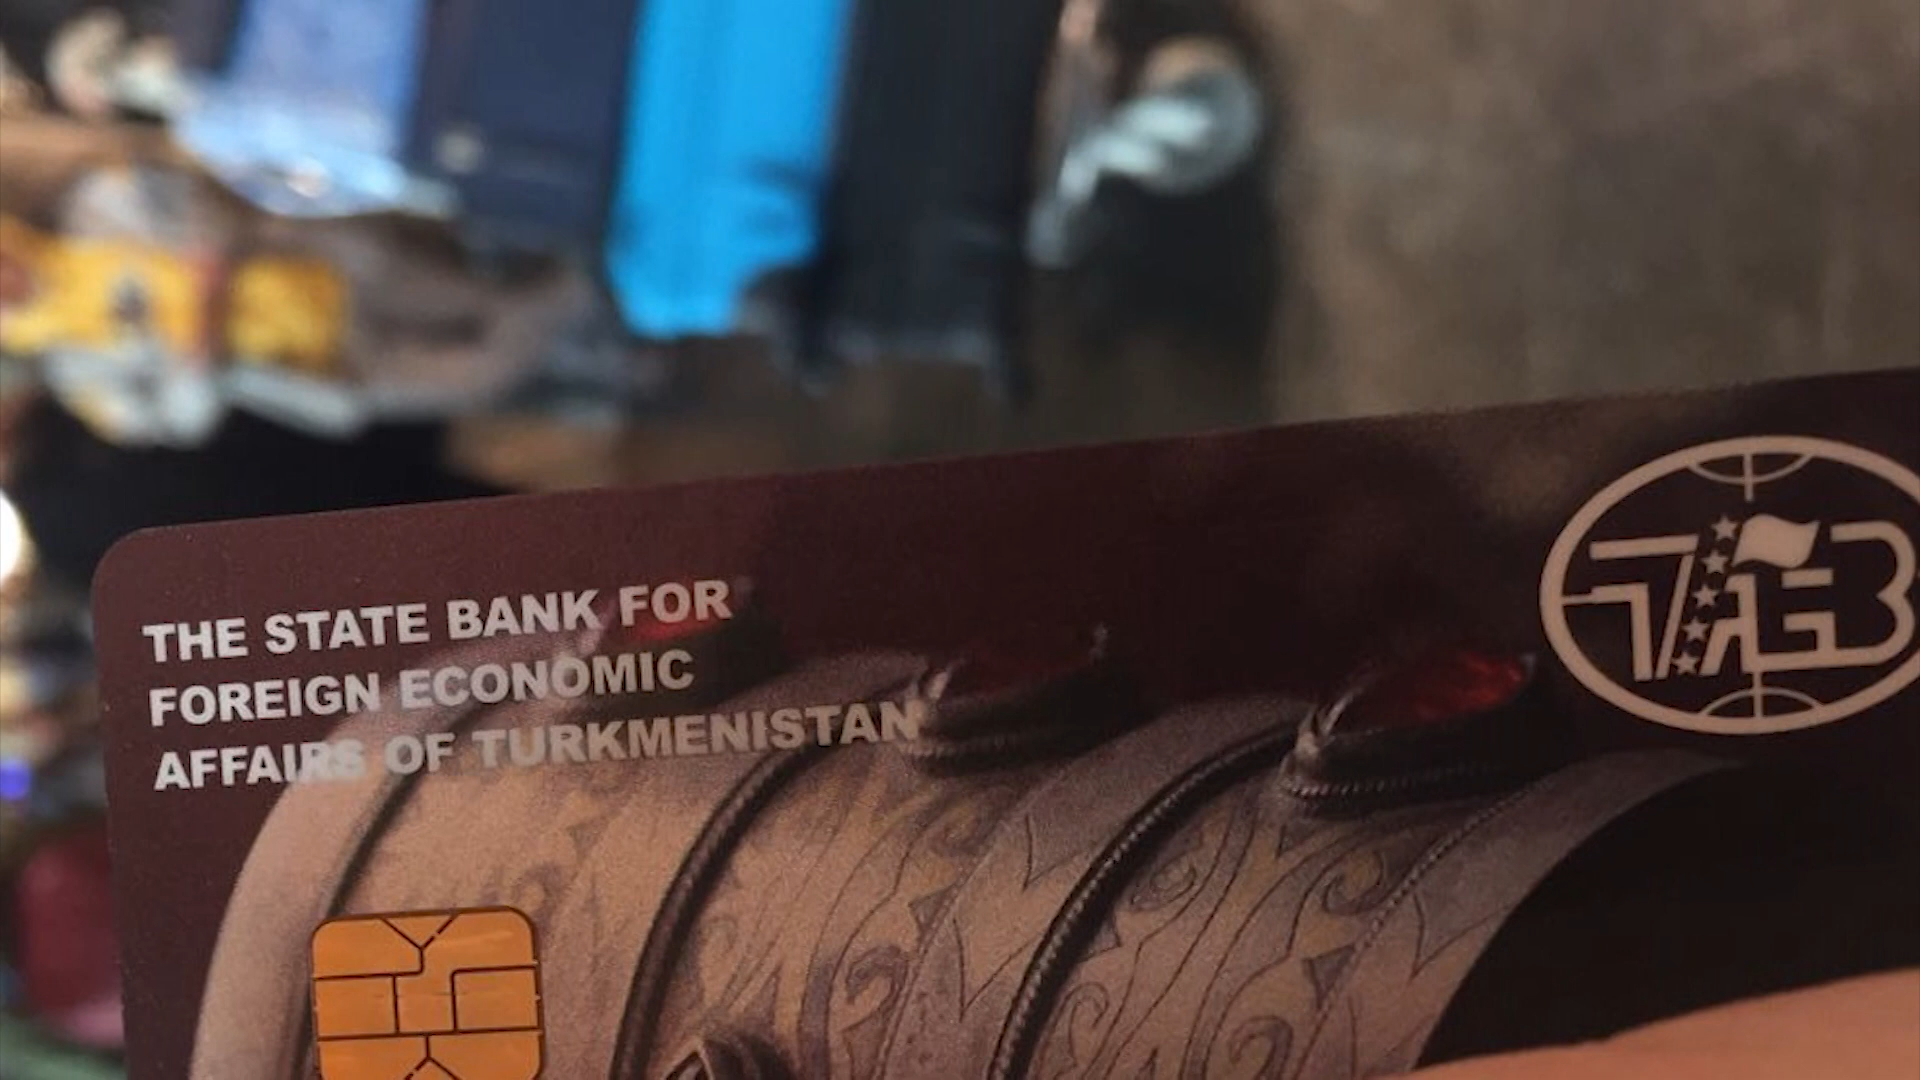 THE STATE BANK FOR
FOREIGN ECONOMIC
AFFAIRS OF TURKMENISTAN